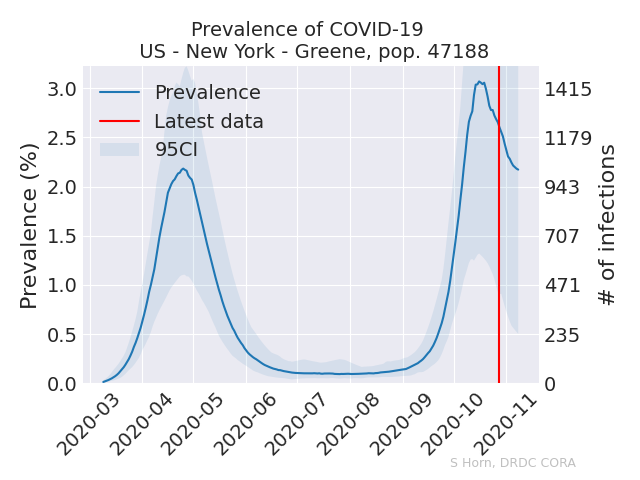 Prevalence of COVID-19
US - New York - Greene, pop. 47188
Prevalence
Latest data
95CI
Prevalence (%)
3.0
2.5
2.0
1.5
1.0
0.5
0.0
1415
1179
943
707
471
235
0
# of infections
2020-03
2020-04
2020-05
2020-06
2020-07
2020-08
2020-09
2020-10
2020-11
S Horn, DRDC CORA